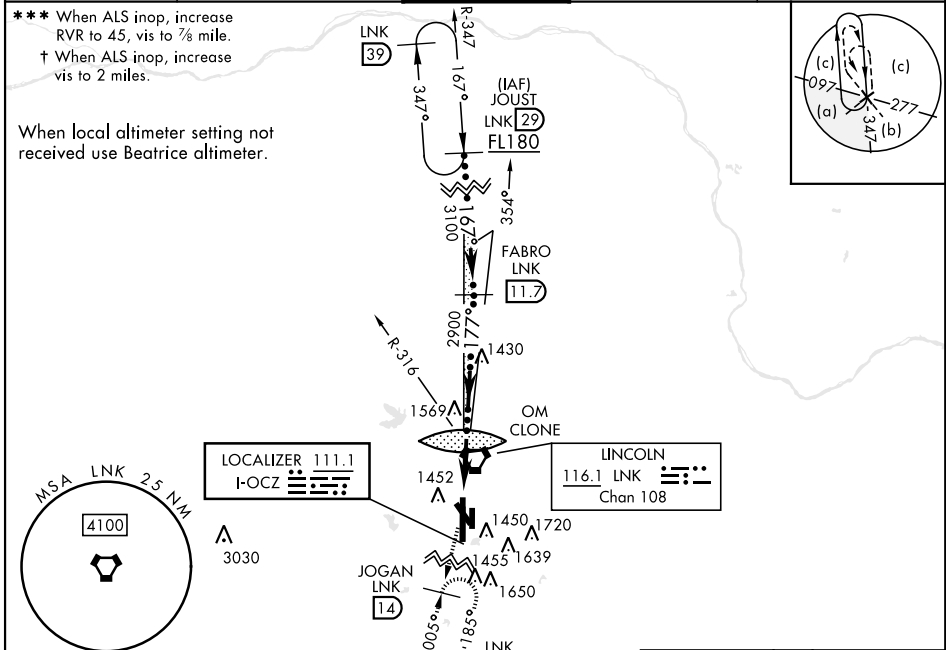 *** When ALS inop, increase
RVR to 45, vis to ⅞ mile.
† When ALS inop, increase
vis to 2 miles.
When local altimeter setting not
received use Beatrice altimeter.
LNK
39
R-347
347°
167°
(IAF)
JOUST
LNK 29
FL180
354°
167°
3100
FABRO
LNK
11.7
2900
177°
R-316
1430
1569
OM
CLONE
LOCALIZER 111.1
I-OCZ
LINCOLN
116.1 LNK
Chan 108
1452
1450
1720
1455
1639
1650
3030
MSA LNK 25 NM
4100
JOGAN
LNK
14
005°
185°
LNK
(c)
(c)
097
(a)
277
(b)
347